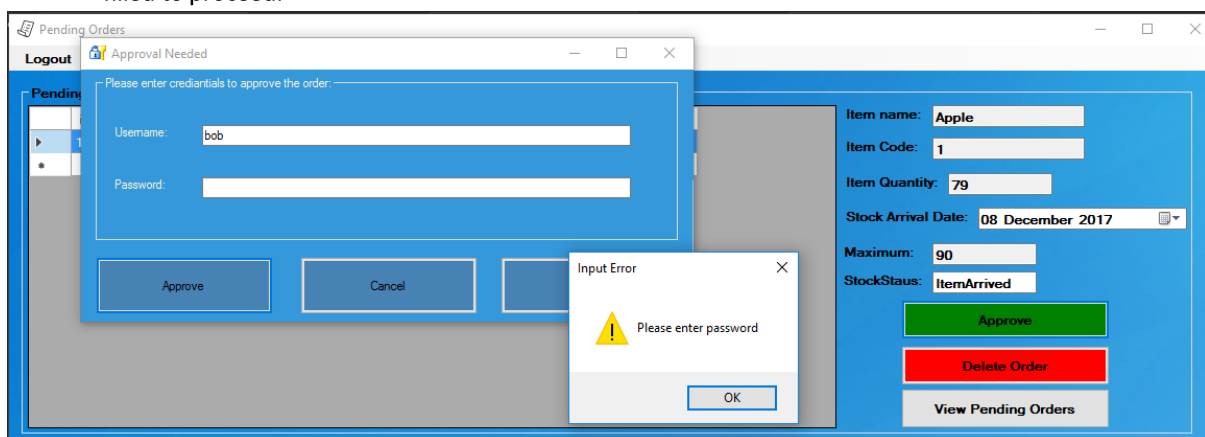 Pending Orders
Logout
Approval Needed
Please enter crediantials to approve the order:
Username:
bob
Password:
Approve
Cancel
Input Error
Please enter password
OK
Item name:
Apple
Item Code:
1
Item Quantity:
79
Stock Arrival Date:
08 December 2017
Maximum:
90
StockStaus:
ItemArrived
Approve
Delete Order
View Pending Orders